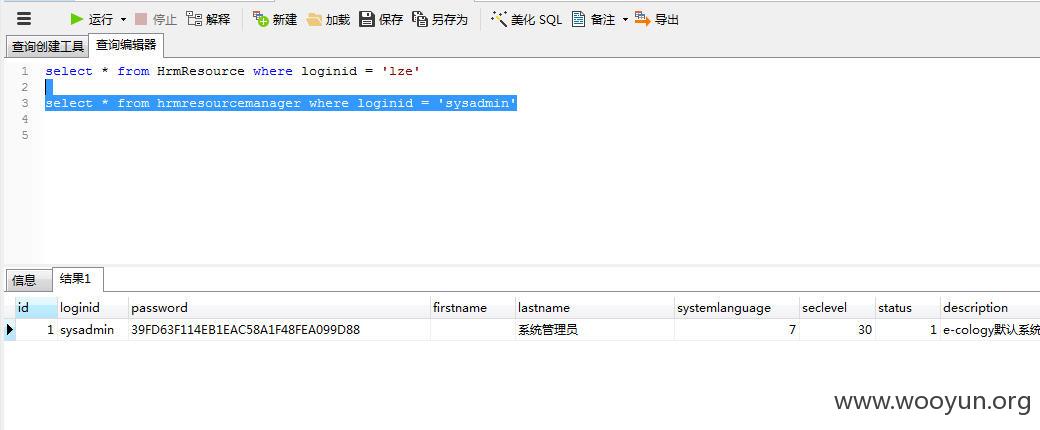 运行 停止 解释 新建 加载 保存 另存为 美化 SQL 备注 导出
查询创建工具 查询编辑器
1 select * from HrmResource where loginid = 'lze'
2
3 select * from hrmresourcemanager where loginid = 'sysadmin'
4
5
信息 结果1
id loginid password firstname lastname systemlanguage seclevel status description
1 sysadmin 39FD63F114EB1EAC58A1F48FEA099D88 系统管理员 7 30 1 e-cology默认系统
www.wooyun.org